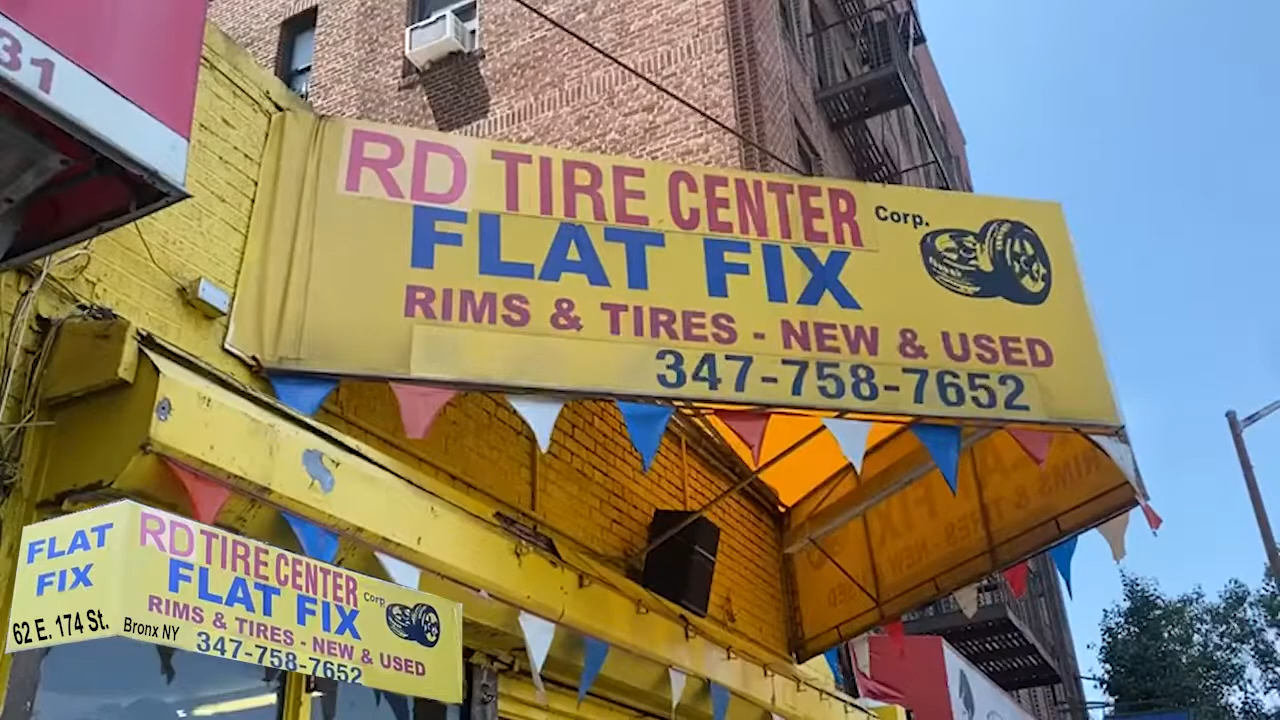 31
RD TIRE CENTER Corp.
FLAT FIX
RIMS & TIRES - NEW & USED
347-758-7652
FLAT
FIX
62 E. 174 St.
RD TIRE CENTER Corp.
FLAT FIX
RIMS & TIRES - NEW & USED
347-758-7652
Bronx NY